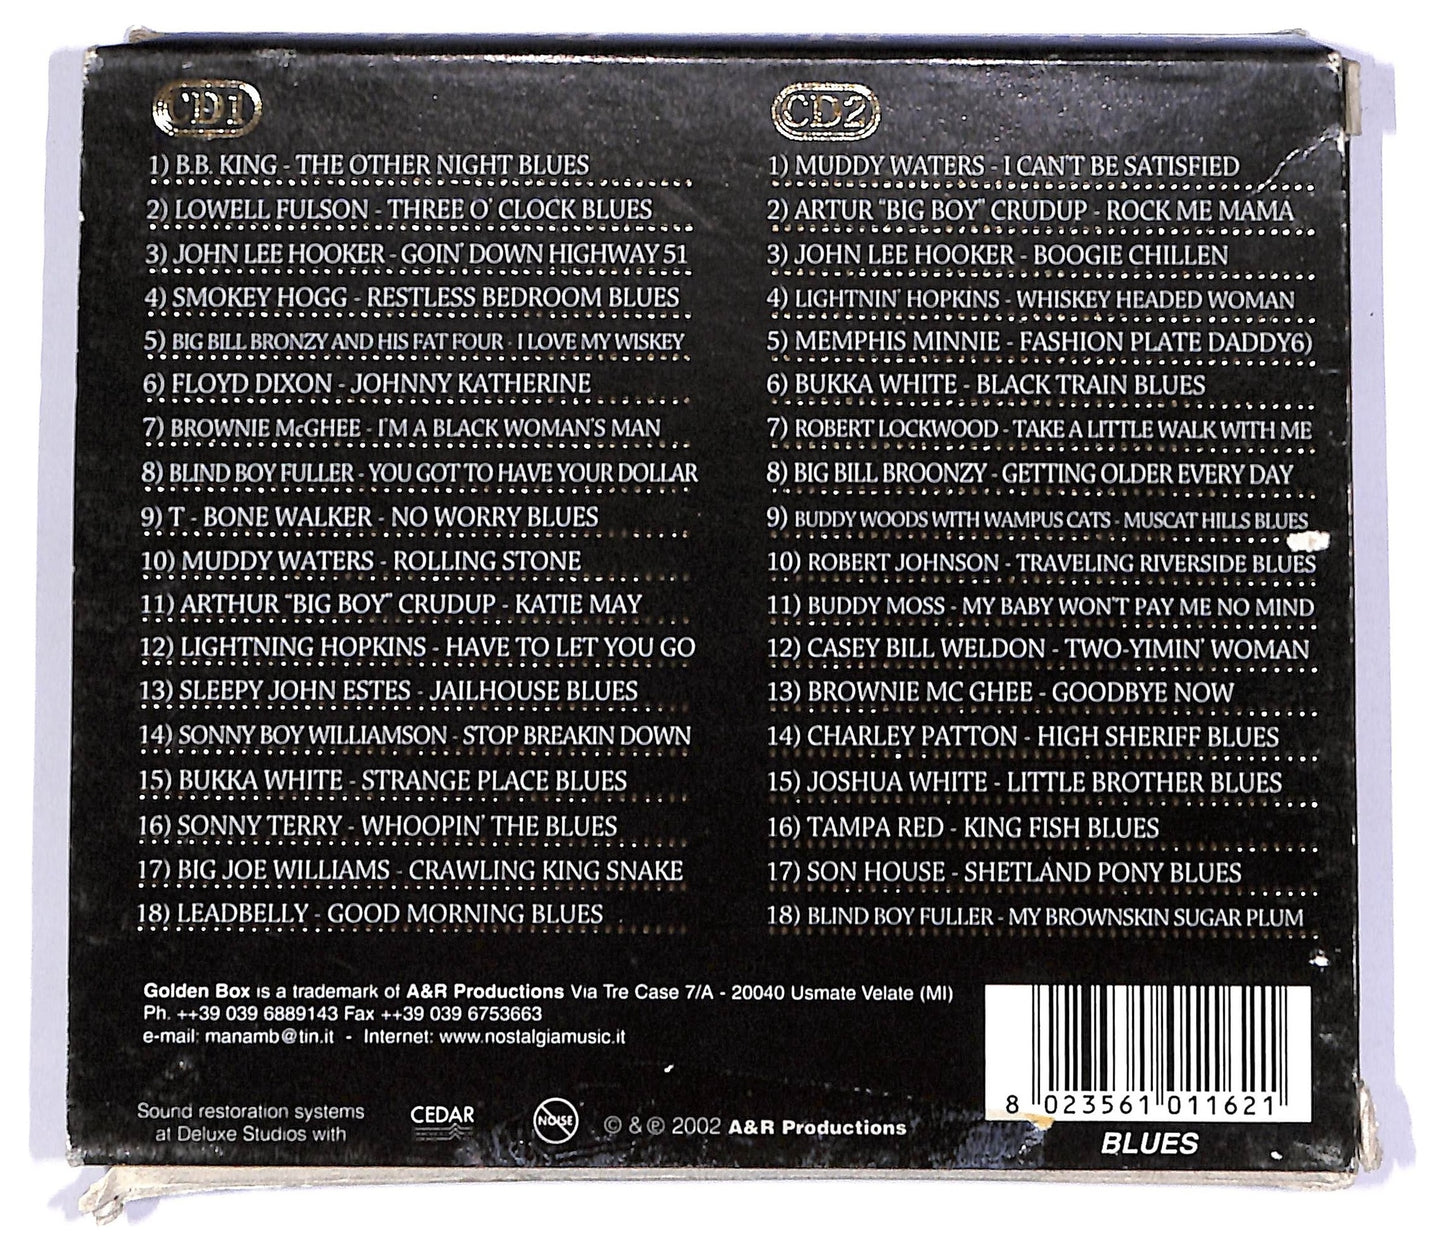 CD1
1) B.B. KING - THE OTHER NIGHT BLUES
2) LOWELL FULSON - THREE O' CLOCK BLUES
3) JOHN LEE HOOKER - GOIN' DOWN HIGHWAY 51
4) SMOKEY HOGG - RESTLESS BEDROOM BLUES
5) BIG BILL BRONZY AND HIS FAT FOUR - I LOVE MY WISKEY
6) FLOYD DIXON - JOHNNY KATHERINE
7) BROWNIE McGHEE - I'M A BLACK WOMAN'S MAN
8) BLIND BOY FULLER - YOU GOT TO HAVE YOUR DOLLAR
9) T - BONE WALKER - NO WORRY BLUES
10) MUDDY WATERS - ROLLING STONE
11) ARTHUR "BIG BOY" CRUDUP - KATIE MAY
12) LIGHTNING HOPKINS - HAVE TO LET YOU GO
13) SLEEPY JOHN ESTES - JAILHOUSE BLUES
14) SONNY BOY WILLIAMSON - STOP BREAKIN DOWN
15) BUKKA WHITE - STRANGE PLACE BLUES
16) SONNY TERRY - WHOOPIN' THE BLUES
17) BIG JOE WILLIAMS - CRAWLING KING SNAKE
18) LEADBELLY - GOOD MORNING BLUES
CD2
1) MUDDY WATERS - I CAN'T BE SATISFIED
2) ARTUR "BIG BOY" CRUDUP - ROCK ME MAMA
3) JOHN LEE HOOKER - BOOGIE CHILLEN
4) LIGHTNIN' HOPKINS - WHISKEY HEADED WOMAN
5) MEMPHIS MINNIE - FASHION PLATE DADDY6)
6) BUKKA WHITE - BLACK TRAIN BLUES
7) ROBERT LOCKWOOD - TAKE A LITTLE WALK WITH ME
8) BIG BILL BROONZY - GETTING OLDER EVERY DAY
9) BUDDY WOODS WITH WAMPUS CATS - MUSCAT HILLS BLUES
10) ROBERT JOHNSON - TRAVELING RIVERSIDE BLUES
11) BUDDY MOSS - MY BABY WON'T PAY ME NO MIND
12) CASEY BILL WELDON - TWO-YIMIN' WOMAN
13) BROWNIE MC GHEE - GOODBYE NOW
14) CHARLEY PATTON - HIGH SHERIFF BLUES
15) JOSHUA WHITE - LITTLE BROTHER BLUES
16) TAMPA RED - KING FISH BLUES
17) SON HOUSE - SHETLAND PONY BLUES
18) BLIND BOY FULLER - MY BROWNSKIN SUGAR PLUM
Golden Box is a trademark of A&R Productions Via Tre Case 7/A - 20040 Usmate Velate (MI)
Ph. ++39 039 6889143 Fax ++39 039 6753663
e-mail: manamb@tin.it - Internet: www.nostalgiamusic.it
Sound restoration systems
at Deluxe Studios with
CEDAR
NOISE
© & ℗ 2002 A&R Productions
8 023561 011621
BLUES